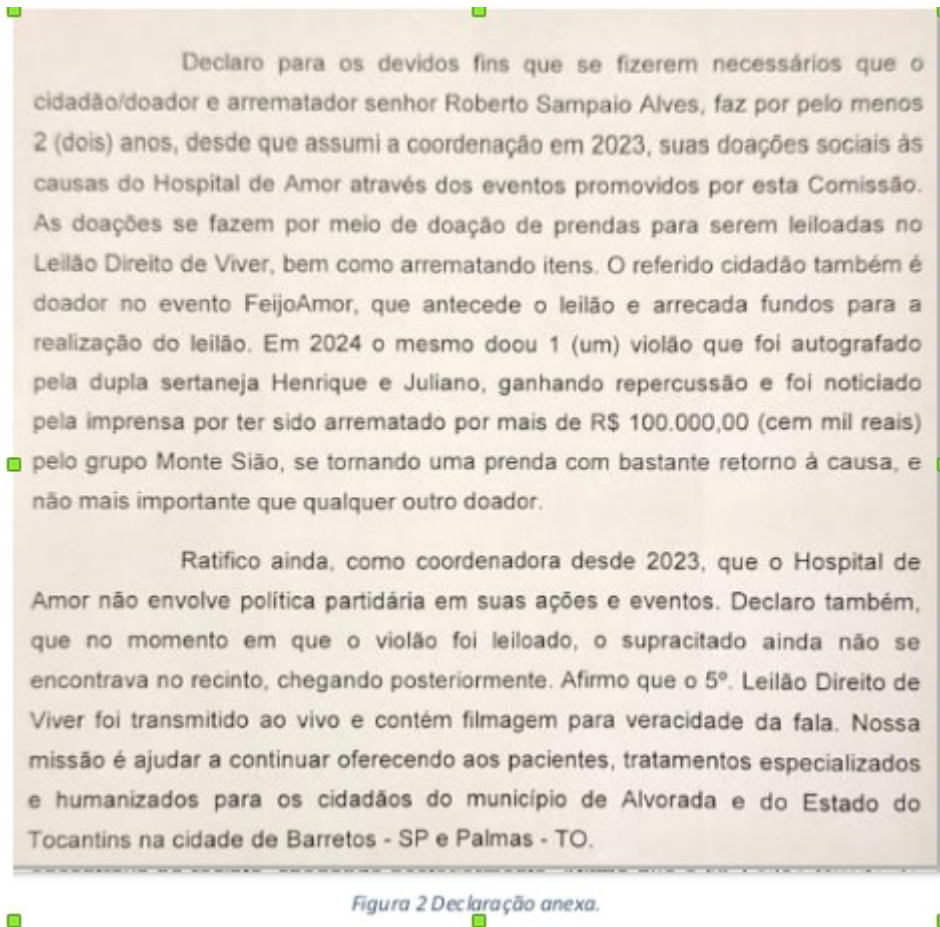 Declaro para os devidos fins que se fizerem necessários que o
cidadão/doador e arrematador senhor Roberto Sampaio Alves, faz por pelo menos
2 (dois) anos, desde que assumi a coordenação em 2023, suas doações sociais às
causas do Hospital de Amor através dos eventos promovidos por esta Comissão.
As doações se fazem por meio de doação de prendas para serem leiloadas no
Leilão Direito de Viver, bem como arrematando itens. O referido cidadão também é
doador no evento FeijoAmor, que antecede o leilão e arrecada fundos para a
realização do leilão. Em 2024 o mesmo doou 1 (um) violão que foi autografado
pela dupla sertaneja Henrique e Juliano, ganhando repercussão e foi noticiado
pela imprensa por ter sido arrematado por mais de R$ 100.000,00 (cem mil reais)
pelo grupo Monte Sião, se tornando uma prenda com bastante retorno à causa, e
não mais importante que qualquer outro doador.
Ratifico ainda, como coordenadora desde 2023, que o Hospital de
Amor não envolve política partidária em suas ações e eventos. Declaro também,
que no momento em que o violão foi leiloado, o supracitado ainda não se
encontrava no recinto, chegando posteriormente. Afirmo que o 5º. Leilão Direito de
Viver foi transmitido ao vivo e contém filmagem para veracidade da fala. Nossa
missão é ajudar a continuar oferecendo aos pacientes, tratamentos especializados
e humanizados para os cidadãos do município de Alvorada e do Estado do
Tocantins na cidade de Barretos - SP e Palmas - TO.
Figura 2 Declaração anexa.